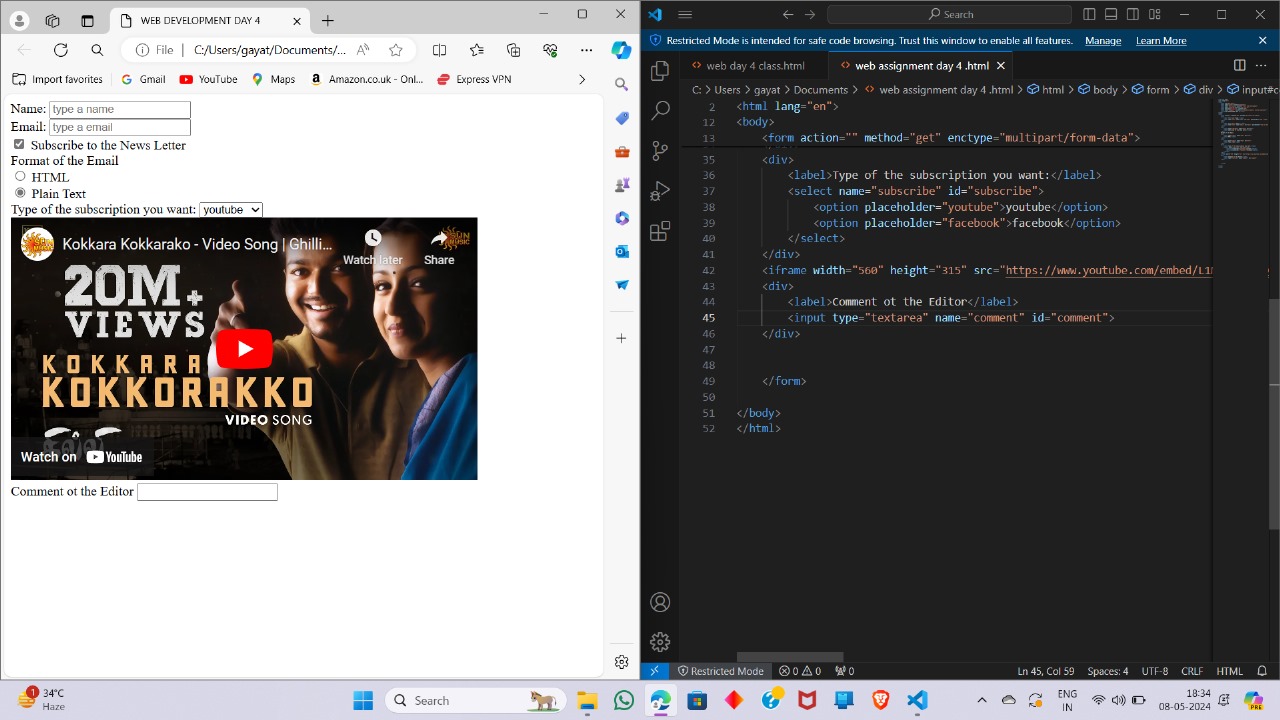 WEB DEVELOPMENT DAY 4
File | C:/Users/gayat/Documents/...
Import favorites Gmail YouTube Maps Amazon.co.uk - Onl... Express VPN
Name: type a name
Email: type a email
Subscribe to the News Letter
Format of the Email
HTML
Plain Text
Type of the subscription you want: youtube
Kokkara Kokkarako - Video Song | Ghilli...
Watch later Share
SUN MUSIC
20M+
VIEWS
KOKKARA
KOKKORAKKO
VIDEO SONG
Watch on YouTube
Comment ot the Editor
Search
Restricted Mode is intended for safe code browsing. Trust this window to enable all features. Manage Learn More
web day 4 class.html web assignment day 4 .html
C: > Users > gayat > Documents > web assignment day 4 .html > html > body > form > div > input#c
2 <html lang="en">
12 <body>
13 <form action="" method="get" enctype="multipart/form-data">
35 <div>
36 <label>Type of the subscription you want:</label>
37 <select name="subscribe" id="subscribe">
38 <option placeholder="youtube">youtube</option>
39 <option placeholder="facebook">facebook</option>
40 </select>
41 </div>
42 <iframe width="560" height="315" src="https://www.youtube.com/embed/L1
43 <div>
44 <label>Comment ot the Editor</label>
45 <input type="textarea" name="comment" id="comment">
46 </div>
47
48
49 </form>
50
51 </body>
52 </html>
Restricted Mode 0 0 0 Ln 45, Col 59 Spaces: 4 UTF-8 CRLF HTML
1 34°C
Haze
Search
ENG
IN
18:34
08-05-2024
PRE